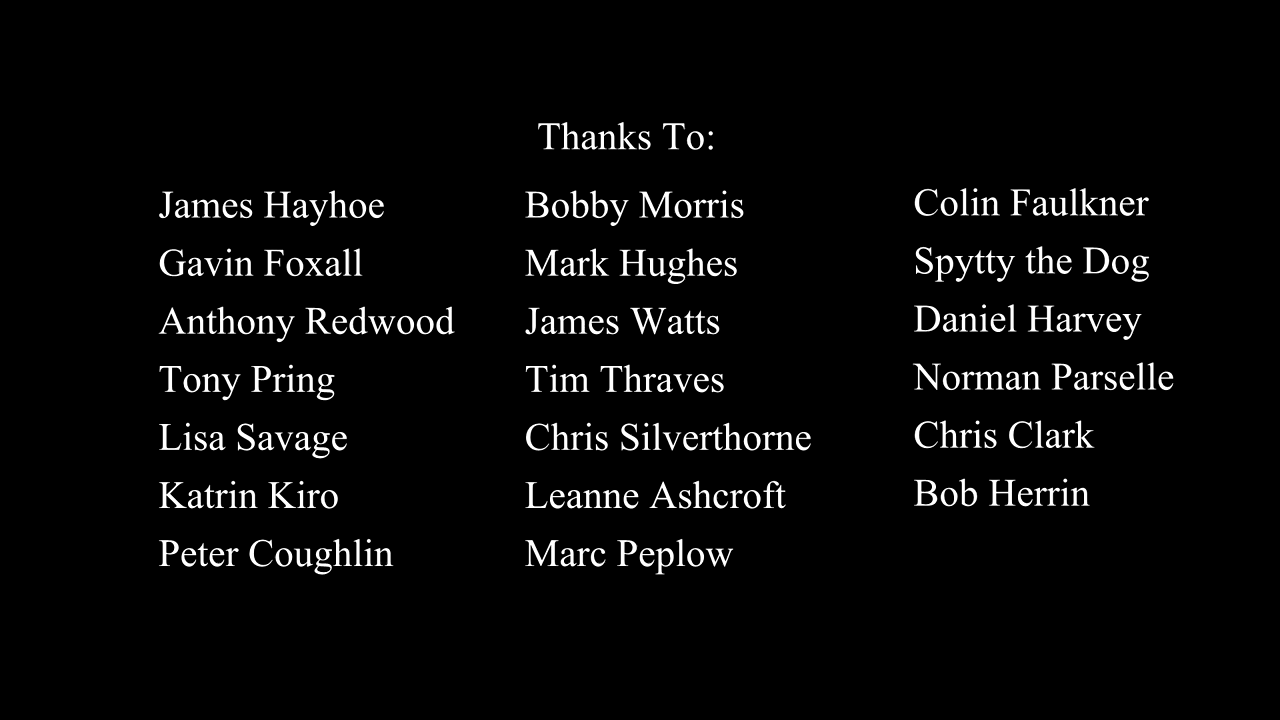 Thanks To:
James Hayhoe
Gavin Foxall
Anthony Redwood
Tony Pring
Lisa Savage
Katrin Kiro
Peter Coughlin
Bobby Morris
Mark Hughes
James Watts
Tim Thraves
Chris Silverthorne
Leanne Ashcroft
Marc Peplow
Colin Faulkner
Spytty the Dog
Daniel Harvey
Norman Parselle
Chris Clark
Bob Herrin